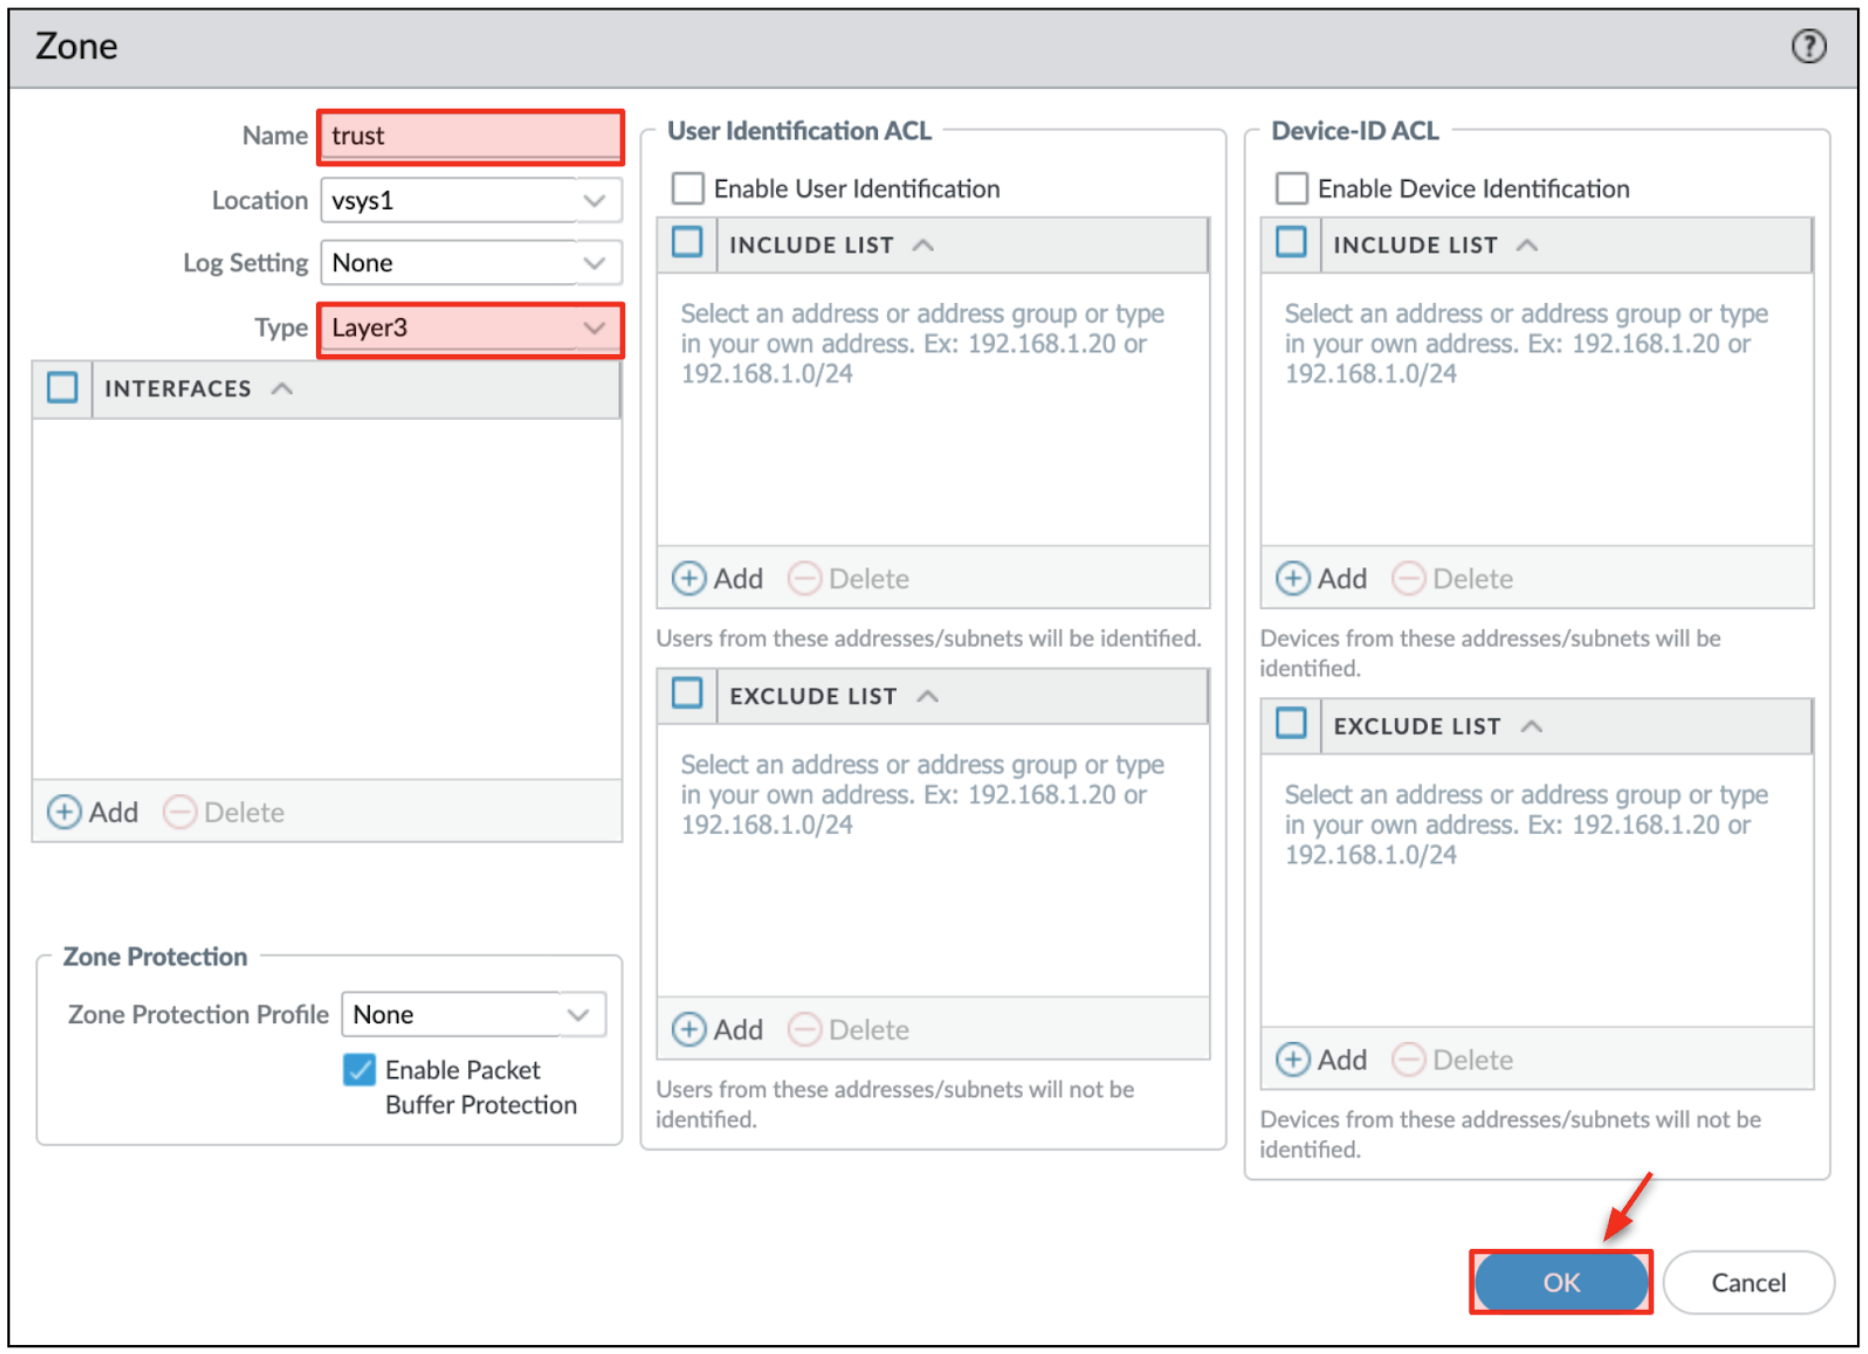 Zone
?
Name trust
Location vsys1
Log Setting None
Type Layer3
INTERFACES
Add Delete
Zone Protection
Zone Protection Profile None
Enable Packet
Buffer Protection
User Identification ACL
Enable User Identification
INCLUDE LIST
Select an address or address group or type
in your own address. Ex: 192.168.1.20 or
192.168.1.0/24
Add Delete
Users from these addresses/subnets will be identified.
EXCLUDE LIST
Select an address or address group or type
in your own address. Ex: 192.168.1.20 or
192.168.1.0/24
Add Delete
Users from these addresses/subnets will not be
identified.
Device-ID ACL
Enable Device Identification
INCLUDE LIST
Select an address or address group or type
in your own address. Ex: 192.168.1.20 or
192.168.1.0/24
Add Delete
Devices from these addresses/subnets will be
identified.
EXCLUDE LIST
Select an address or address group or type
in your own address. Ex: 192.168.1.20 or
192.168.1.0/24
Add Delete
Devices from these addresses/subnets will not be
identified.
OK Cancel